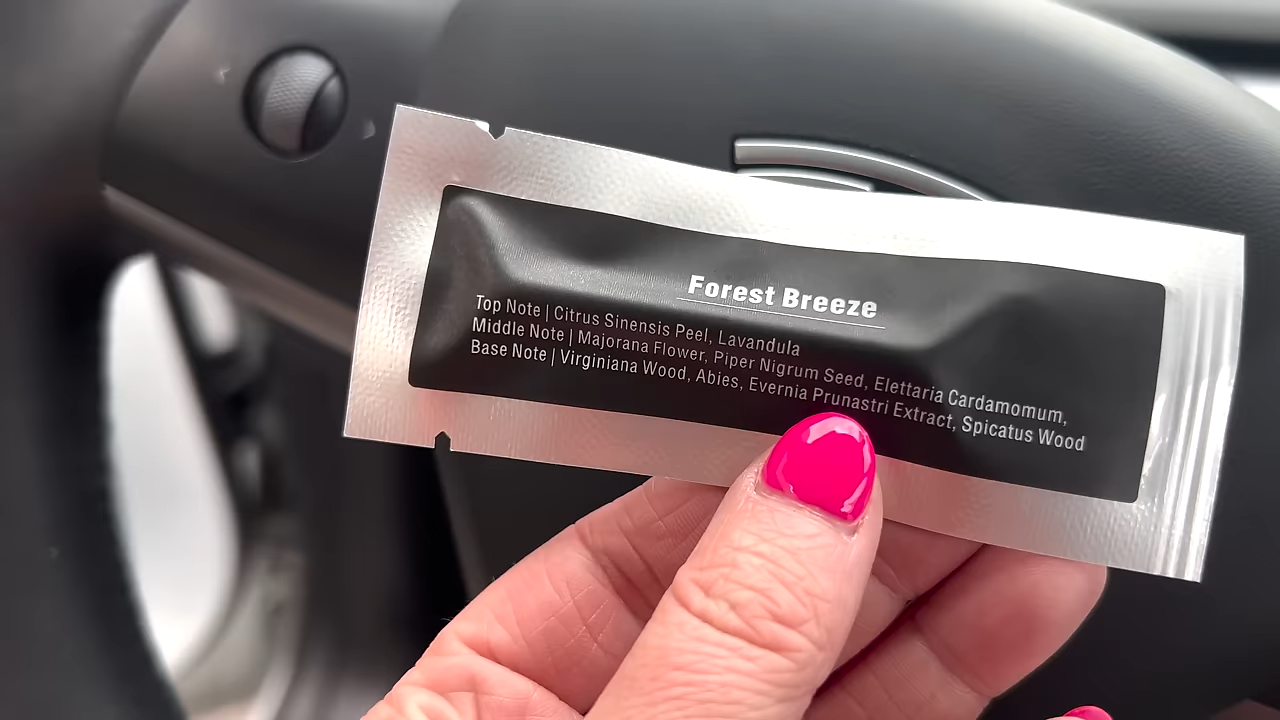 Forest Breeze
Top Note | Citrus Sinensis Peel, Lavandula
Middle Note | Majorana Flower, Piper Nigrum Seed, Elettaria Cardamomum,
Base Note | Virginiana Wood, Abies, Evernia Prunastri Extract, Spicatus Wood